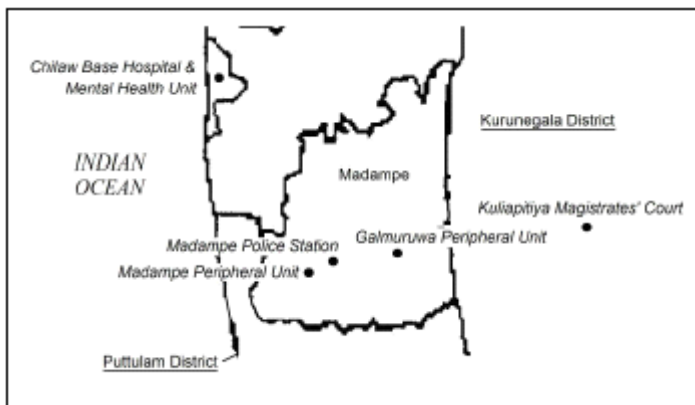 Chilaw Base Hospital &
Mental Health Unit
Kurunegala District
INDIAN
OCEAN
Madampe
Kuliapitiya Magistrates' Court
Galmuruwa Peripheral Unit
Madampe Police Station
Madampe Peripheral Unit
Puttulam District